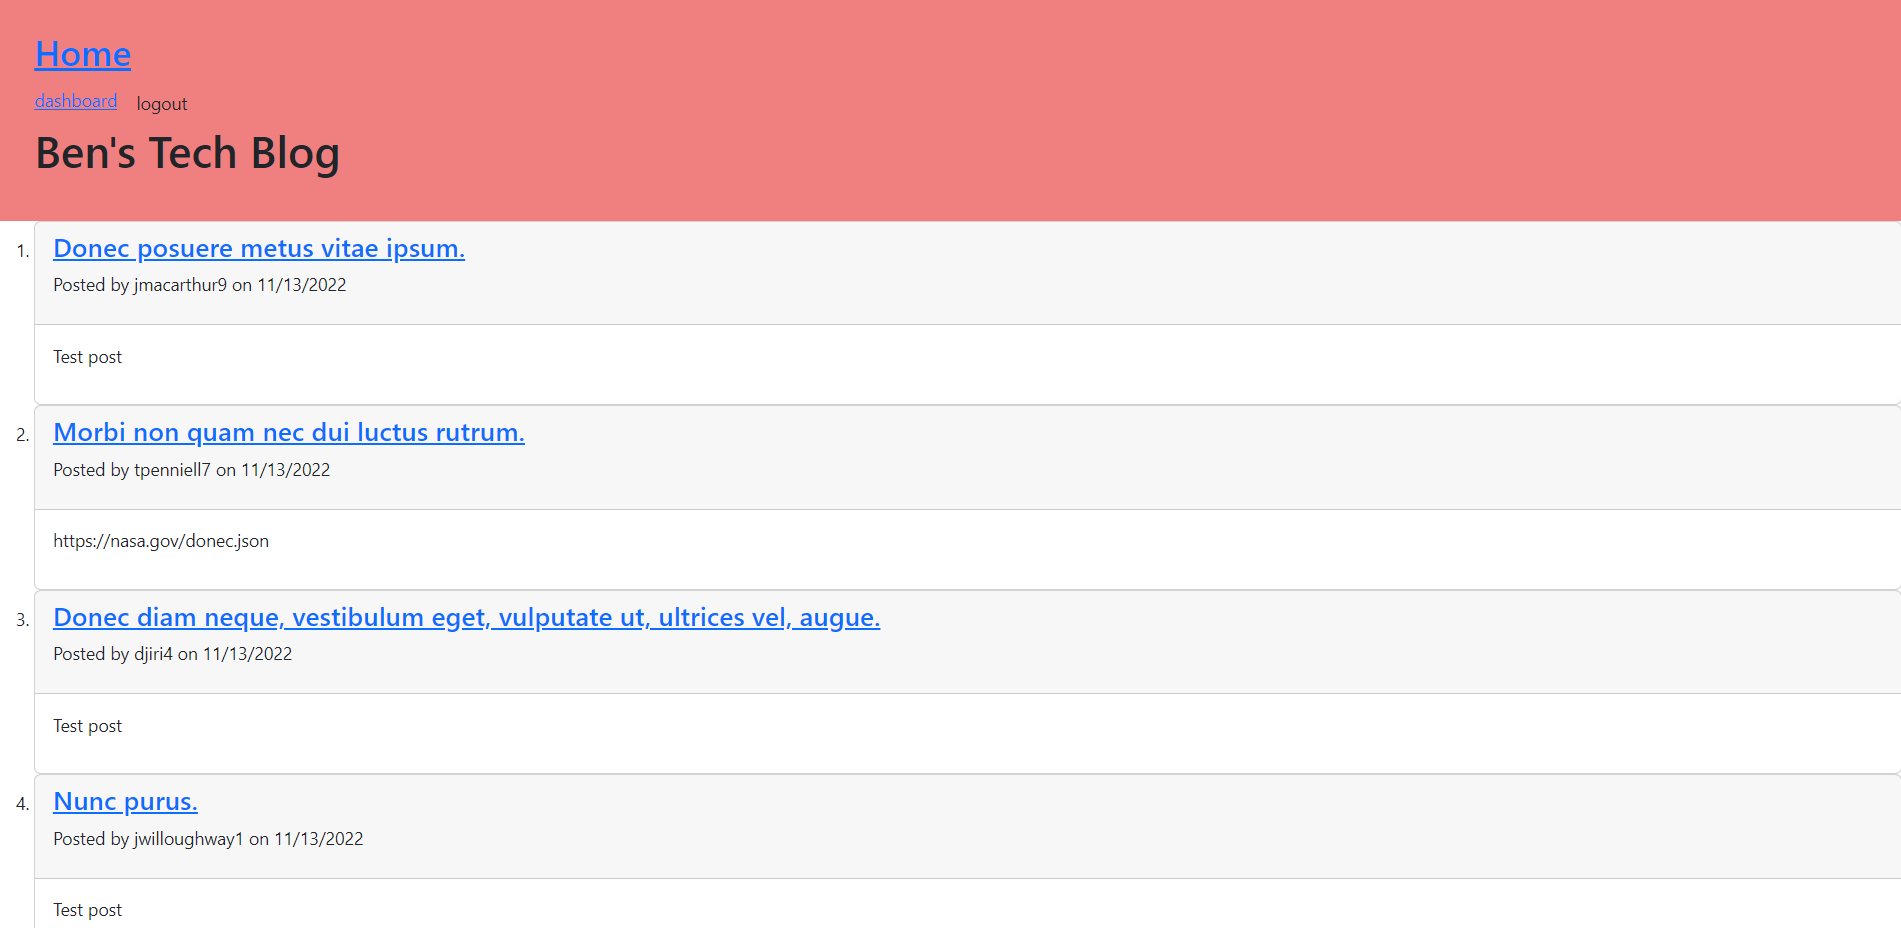 Home
dashboard logout
Ben's Tech Blog
1. Donec posuere metus vitae ipsum.
Posted by jmacarthur9 on 11/13/2022
Test post
2. Morbi non quam nec dui luctus rutrum.
Posted by tpenniell7 on 11/13/2022
https://nasa.gov/donec.json
3. Donec diam neque, vestibulum eget, vulputate ut, ultrices vel, augue.
Posted by djiri4 on 11/13/2022
Test post
4. Nunc purus.
Posted by jwilloughway1 on 11/13/2022
Test post